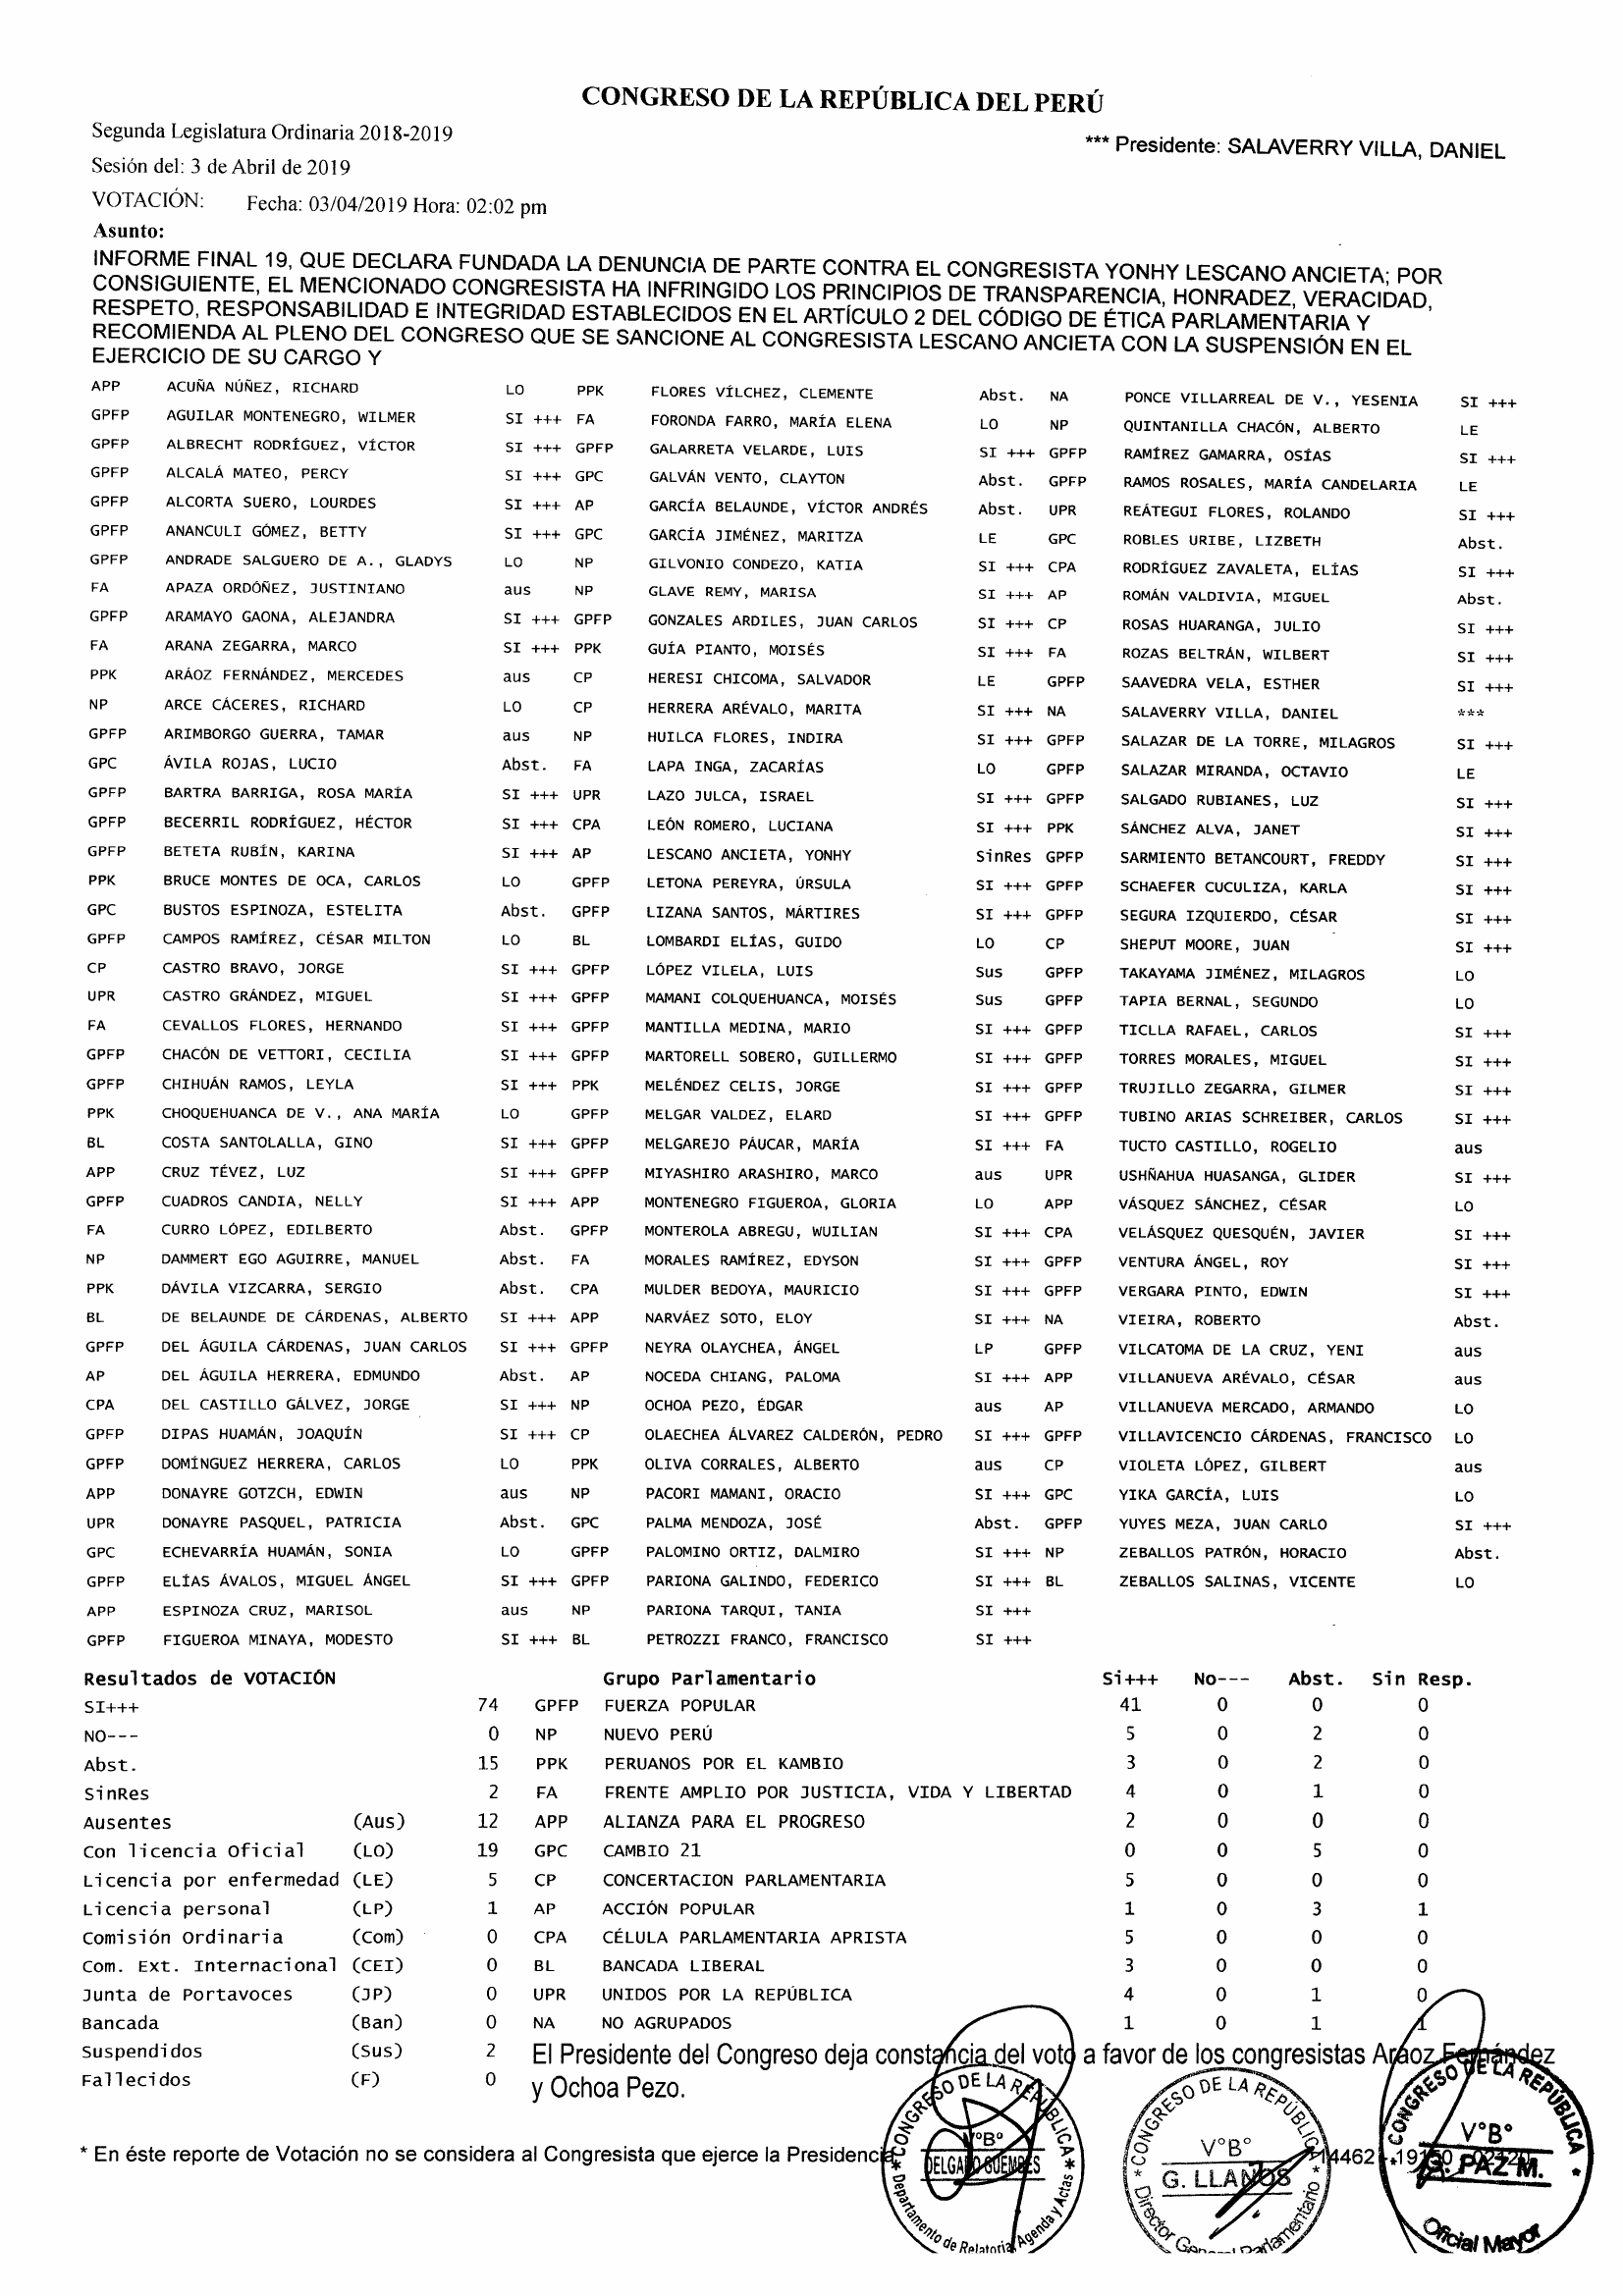 CONGRESO DE LA REPÚBLICA DEL PERÚ
Segunda Legislatura Ordinaria 2018-2019
*** Presidente: SALAVERRY VILLA, DANIEL
Sesión del: 3 de Abril de 2019
VOTACIÓN: Fecha: 03/04/2019 Hora: 02:02 pm
Asunto:
INFORME FINAL 19, QUE DECLARA FUNDADA LA DENUNCIA DE PARTE CONTRA EL CONGRESISTA YONHY LESCANO ANCIETA; POR
CONSIGUIENTE, EL MENCIONADO CONGRESISTA HA INFRINGIDO LOS PRINCIPIOS DE TRANSPARENCIA, HONRADEZ, VERACIDAD,
RESPETO, RESPONSABILIDAD E INTEGRIDAD ESTABLECIDOS EN EL ARTÍCULO 2 DEL CÓDIGO DE ÉTICA PARLAMENTARIA Y
RECOMIENDA AL PLENO DEL CONGRESO QUE SE SANCIONE AL CONGRESISTA LESCANO ANCIETA CON LA SUSPENSIÓN EN EL
EJERCICIO DE SU CARGO Y
APP ACUÑA NÚÑEZ, RICHARD LO PPK FLORES VÍLCHEZ, CLEMENTE Abst. NA PONCE VILLARREAL DE V., YESENIA SI +++
GPFP AGUILAR MONTENEGRO, WILMER SI +++ FA FORONDA FARRO, MARÍA ELENA LO NP QUINTANILLA CHACÓN, ALBERTO LE
GPFP ALBRECHT RODRÍGUEZ, VÍCTOR SI +++ GPFP GALARRETA VELARDE, LUIS SI +++ GPFP RAMÍREZ GAMARRA, OSÍAS SI +++
GPFP ALCALÁ MATEO, PERCY SI +++ GPC GALVÁN VENTO, CLAYTON Abst. GPFP RAMOS ROSALES, MARÍA CANDELARIA LE
GPFP ALCORTA SUERO, LOURDES SI +++ AP GARCÍA BELAUNDE, VÍCTOR ANDRÉS Abst. UPR REÁTEGUI FLORES, ROLANDO SI +++
GPFP ANANCULI GÓMEZ, BETTY SI +++ GPC GARCÍA JIMÉNEZ, MARITZA LE GPC ROBLES URIBE, LIZBETH Abst.
GPFP ANDRADE SALGUERO DE A., GLADYS LO NP GILVONIO CONDEZO, KATIA SI +++ CPA RODRÍGUEZ ZAVALETA, ELÍAS SI +++
FA APAZA ORDÓÑEZ, JUSTINIANO aus NP GLAVE REMY, MARISA SI +++ AP ROMÁN VALDIVIA, MIGUEL Abst.
GPFP ARAMAYO GAONA, ALEJANDRA SI +++ GPFP GONZALES ARDILES, JUAN CARLOS SI +++ CP ROSAS HUARANGA, JULIO SI +++
FA ARANA ZEGARRA, MARCO SI +++ PPK GUÍA PIANTO, MOISÉS SI +++ FA ROZAS BELTRÁN, WILBERT SI +++
PPK ARÁOZ FERNÁNDEZ, MERCEDES aus CP HERESI CHICOMA, SALVADOR LE GPFP SAAVEDRA VELA, ESTHER SI +++
NP ARCE CÁCERES, RICHARD LO CP HERRERA ARÉVALO, MARITA SI +++ NA SALAVERRY VILLA, DANIEL ***
GPFP ARIMBORGO GUERRA, TAMAR aus NP HUILCA FLORES, INDIRA SI +++ GPFP SALAZAR DE LA TORRE, MILAGROS SI +++
GPC ÁVILA ROJAS, LUCIO Abst. FA LAPA INGA, ZACARÍAS LO GPFP SALAZAR MIRANDA, OCTAVIO LE
GPFP BARTRA BARRIGA, ROSA MARÍA SI +++ UPR LAZO JULCA, ISRAEL SI +++ GPFP SALGADO RUBIANES, LUZ SI +++
GPFP BECERRIL RODRÍGUEZ, HÉCTOR SI +++ CPA LEÓN ROMERO, LUCIANA SI +++ PPK SÁNCHEZ ALVA, JANET SI +++
GPFP BETETA RUBÍN, KARINA SI +++ AP LESCANO ANCIETA, YONHY SinRes GPFP SARMIENTO BETANCOURT, FREDDY SI +++
PPK BRUCE MONTES DE OCA, CARLOS LO GPFP LETONA PEREYRA, ÚRSULA SI +++ GPFP SCHAEFER CUCULIZA, KARLA SI +++
GPC BUSTOS ESPINOZA, ESTELITA Abst. GPFP LIZANA SANTOS, MÁRTIRES SI +++ GPFP SEGURA IZQUIERDO, CÉSAR SI +++
GPFP CAMPOS RAMÍREZ, CÉSAR MILTON LO BL LOMBARDI ELÍAS, GUIDO LO CP SHEPUT MOORE, JUAN SI +++
CP CASTRO BRAVO, JORGE SI +++ GPFP LÓPEZ VILELA, LUIS Sus GPFP TAKAYAMA JIMÉNEZ, MILAGROS LO
UPR CASTRO GRÁNDEZ, MIGUEL SI +++ GPFP MAMANI COLQUEHUANCA, MOISÉS Sus GPFP TAPIA BERNAL, SEGUNDO LO
FA CEVALLOS FLORES, HERNANDO SI +++ GPFP MANTILLA MEDINA, MARIO SI +++ GPFP TICLLA RAFAEL, CARLOS SI +++
GPFP CHACÓN DE VETTORI, CECILIA SI +++ GPFP MARTORELL SOBERO, GUILLERMO SI +++ GPFP TORRES MORALES, MIGUEL SI +++
GPFP CHIHUÁN RAMOS, LEYLA SI +++ PPK MELÉNDEZ CELIS, JORGE SI +++ GPFP TRUJILLO ZEGARRA, GILMER SI +++
PPK CHOQUEHUANCA DE V., ANA MARÍA LO GPFP MELGAR VALDEZ, ELARD SI +++ GPFP TUBINO ARIAS SCHREIBER, CARLOS SI +++
BL COSTA SANTOLALLA, GINO SI +++ GPFP MELGAREJO PÁUCAR, MARÍA SI +++ FA TUCTO CASTILLO, ROGELIO aus
APP CRUZ TÉVEZ, LUZ SI +++ GPFP MIYASHIRO ARASHIRO, MARCO aus UPR USHÑAHUA HUASANGA, GLIDER SI +++
GPFP CUADROS CANDIA, NELLY SI +++ APP MONTENEGRO FIGUEROA, GLORIA LO APP VÁSQUEZ SÁNCHEZ, CÉSAR LO
FA CURRO LÓPEZ, EDILBERTO Abst. GPFP MONTEROLA ABREGU, WUILIAN SI +++ CPA VELÁSQUEZ QUESQUÉN, JAVIER SI +++
NP DAMMERT EGO AGUIRRE, MANUEL Abst. FA MORALES RAMÍREZ, EDYSON SI +++ GPFP VENTURA ÁNGEL, ROY SI +++
PPK DÁVILA VIZCARRA, SERGIO Abst. CPA MULDER BEDOYA, MAURICIO SI +++ GPFP VERGARA PINTO, EDWIN SI +++
BL DE BELAUNDE DE CÁRDENAS, ALBERTO SI +++ APP NARVÁEZ SOTO, ELOY SI +++ NA VIEIRA, ROBERTO Abst.
GPFP DEL ÁGUILA CÁRDENAS, JUAN CARLOS SI +++ GPFP NEYRA OLAYCHEA, ÁNGEL LP GPFP VILCATOMA DE LA CRUZ, YENI aus
AP DEL ÁGUILA HERRERA, EDMUNDO Abst. AP NOCEDA CHIANG, PALOMA SI +++ APP VILLANUEVA ARÉVALO, CÉSAR aus
CPA DEL CASTILLO GÁLVEZ, JORGE SI +++ NP OCHOA PEZO, ÉDGAR aus AP VILLANUEVA MERCADO, ARMANDO LO
GPFP DIPAS HUAMÁN, JOAQUÍN SI +++ CP OLAECHEA ÁLVAREZ CALDERÓN, PEDRO SI +++ GPFP VILLAVICENCIO CÁRDENAS, FRANCISCO LO
GPFP DOMÍNGUEZ HERRERA, CARLOS LO PPK OLIVA CORRALES, ALBERTO aus CP VIOLETA LÓPEZ, GILBERT aus
APP DONAYRE GOTZCH, EDWIN aus NP PACORI MAMANI, ORACIO SI +++ GPC YIKA GARCÍA, LUIS LO
UPR DONAYRE PASQUEL, PATRICIA Abst. GPC PALMA MENDOZA, JOSÉ Abst. GPFP YUYES MEZA, JUAN CARLO SI +++
GPC ECHEVARRÍA HUAMÁN, SONIA LO GPFP PALOMINO ORTIZ, DALMIRO SI +++ NP ZEBALLOS PATRÓN, HORACIO Abst.
GPFP ELÍAS ÁVALOS, MIGUEL ÁNGEL SI +++ GPFP PARIONA GALINDO, FEDERICO SI +++ BL ZEBALLOS SALINAS, VICENTE LO
APP ESPINOZA CRUZ, MARISOL aus NP PARIONA TARQUI, TANIA SI +++
GPFP FIGUEROA MINAYA, MODESTO SI +++ BL PETROZZI FRANCO, FRANCISCO SI +++
Resultados de VOTACIÓN Grupo Parlamentario Si+++ No--- Abst. Sin Resp.
SI+++ 74 GPFP FUERZA POPULAR 41 0 0 0
NO--- 0 NP NUEVO PERÚ 5 0 2 0
Abst. 15 PPK PERUANOS POR EL KAMBIO 3 0 2 0
SinRes 2 FA FRENTE AMPLIO POR JUSTICIA, VIDA Y LIBERTAD 4 0 1 0
Ausentes (Aus) 12 APP ALIANZA PARA EL PROGRESO 2 0 0 0
Con licencia Oficial (LO) 19 GPC CAMBIO 21 0 0 5 0
Licencia por enfermedad (LE) 5 CP CONCERTACION PARLAMENTARIA 5 0 0 0
Licencia personal (LP) 1 AP ACCIÓN POPULAR 1 0 3 1
Comisión Ordinaria (Com) 0 CPA CÉLULA PARLAMENTARIA APRISTA 5 0 0 0
Com. Ext. Internacional (CEI) 0 BL BANCADA LIBERAL 3 0 0 0
Junta de Portavoces (JP) 0 UPR UNIDOS POR LA REPÚBLICA 4 0 1 0
Bancada (Ban) 0 NA NO AGRUPADOS 1 0 1 1
Suspendidos (Sus) 2 El Presidente del Congreso deja constancia del voto a favor de los congresistas Aráoz Fernández
Fallecidos (F) 0 y Ochoa Pezo.
* En éste reporte de Votación no se considera al Congresista que ejerce la Presidencia
CONGRESO DE LA REPÚBLICA
V°B°
DELGADO GÜEMBES
Departamento de Relatoría, Agenda y Actas
CONGRESO DE LA REPÚBLICA
V°B°
G. LLANOS
Director General Parlamentario
14462
CONGRESO DE LA REPÚBLICA
V°B°
G. PAZ M.
Oficial Mayor